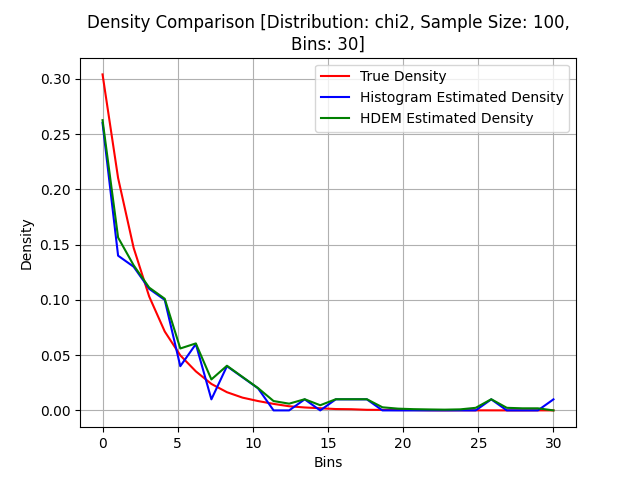 Density Comparison [Distribution: chi2, Sample Size: 100,
Bins: 30]
True Density
Histogram Estimated Density
HDEM Estimated Density
Density
0.30
0.25
0.20
0.15
0.10
0.05
0.00
0 5 10 15 20 25 30
Bins